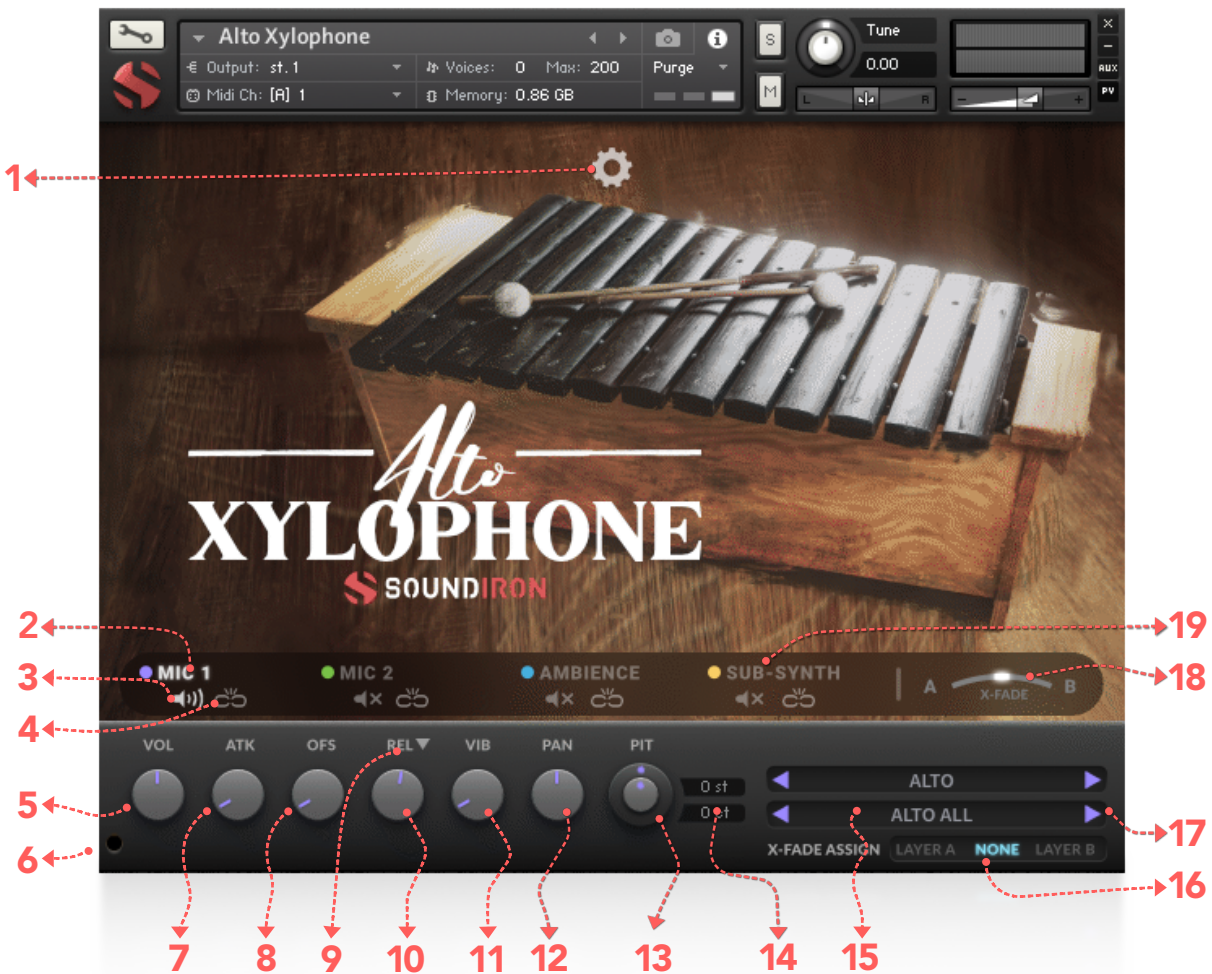 Alto Xylophone
Output: st.1
Voices: 0 Max: 200
Purge
Midi Ch: [A] 1
Memory: 0.86 GB
S
M
Tune
0.00
L
R
-
+
×
–
AUX
PV
1
Alto
XYLOPHONE
SOUNDIRON
2
19
MIC 1
MIC 2
AMBIENCE
SUB-SYNTH
3
A
X-FADE
B
18
4
VOL
ATK
OFS
REL
VIB
PAN
PIT
5
0 st
ALTO
0 st
ALTO ALL
17
6
X-FADE ASSIGN
LAYER A
NONE
LAYER B
16
7
8
9
10
11
12
13
14
15